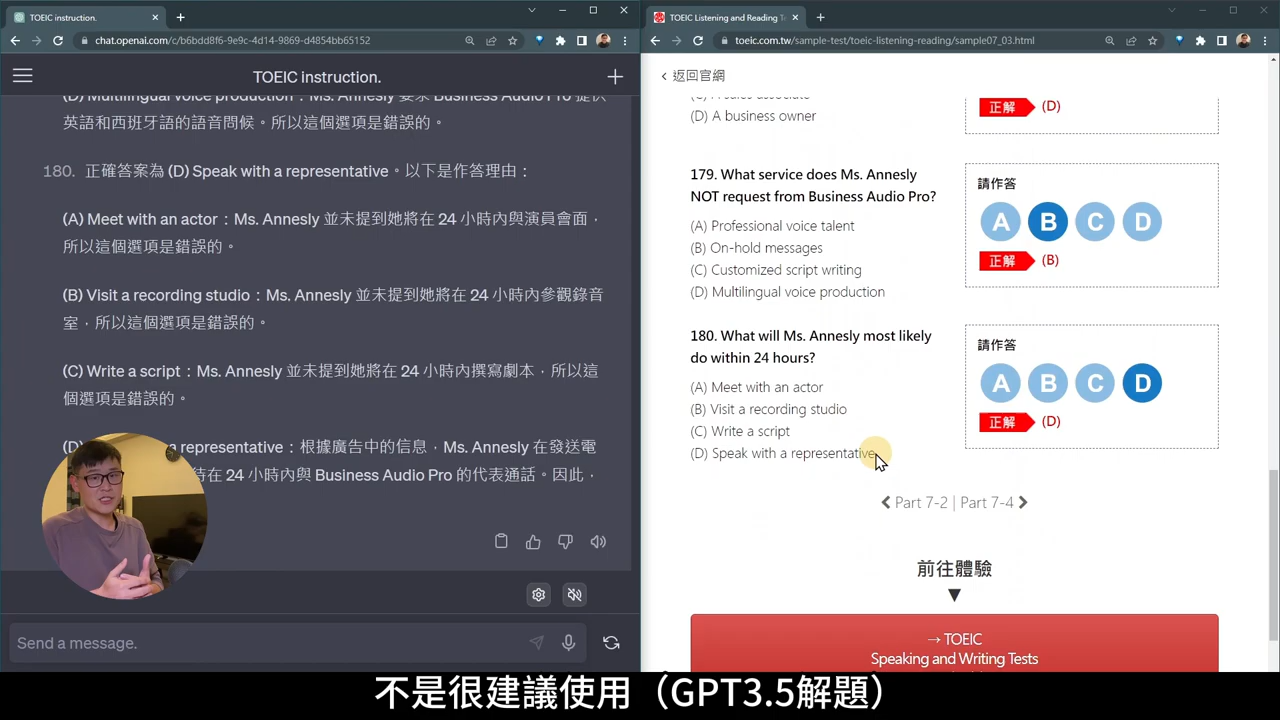 TOEIC instruction.
chat.openai.com/c/b6bdd8f6-9e9c-4d14-9869-d4854bb65152
TOEIC instruction.
(D) Multilingual voice production：Ms. Annesly 要求 Business Audio Pro 提供
英語和西班牙語的語音問候。所以這個選項是錯誤的。
180. 正確答案為 (D) Speak with a representative。以下是作答理由：
(A) Meet with an actor：Ms. Annesly 並未提到她將在 24 小時內與演員會面，
所以這個選項是錯誤的。
(B) Visit a recording studio：Ms. Annesly 並未提到她將在 24 小時內參觀錄音
室，所以這個選項是錯誤的。
(C) Write a script：Ms. Annesly 並未提到她將在 24 小時內撰寫劇本，所以這
個選項是錯誤的。
(D) a representative：根據廣告中的信息，Ms. Annesly 在發送電
在 24 小時內與 Business Audio Pro 的代表通話。因此，
Send a message.
TOEIC Listening and Reading T
toeic.com.tw/sample-test/toeic-listening-reading/sample07_03.html
返回官網
(C) A sales associate
(D) A business owner
正解 (D)
179. What service does Ms. Annesly
NOT request from Business Audio Pro?
(A) Professional voice talent
(B) On-hold messages
(C) Customized script writing
(D) Multilingual voice production
請作答
A B C D
正解 (B)
180. What will Ms. Annesly most likely
do within 24 hours?
(A) Meet with an actor
(B) Visit a recording studio
(C) Write a script
(D) Speak with a representative
請作答
A B C D
正解 (D)
Part 7-2 | Part 7-4
前往體驗
▼
→ TOEIC
Speaking and Writing Tests
不是很建議使用（GPT3.5解題）